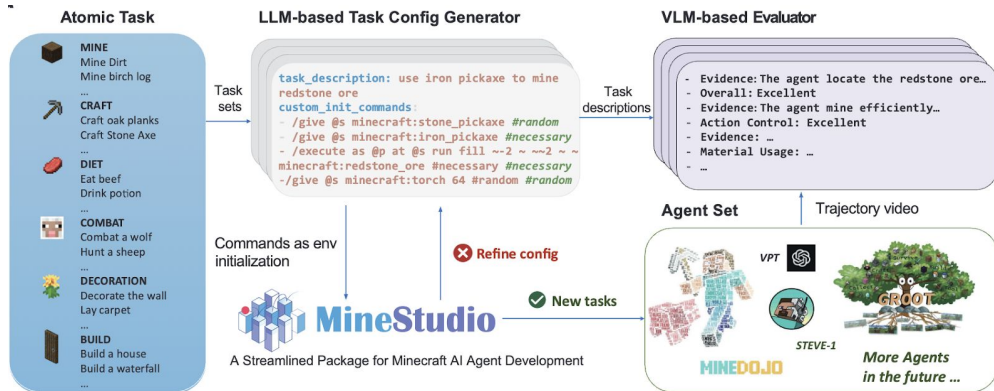 Atomic Task
MINE
Mine Dirt
Mine birch log
...
CRAFT
Craft oak planks
Craft Stone Axe
...
DIET
Eat beef
Drink potion
...
COMBAT
Combat a wolf
Hunt a sheep
...
DECORATION
Decorate the wall
Lay carpet
...
BUILD
Build a house
Build a waterfall
...
Task
sets
LLM-based Task Config Generator
task_description: use iron pickaxe to mine
redstone ore
custom_init_commands:
- /give @s minecraft:stone_pickaxe #random
- /give @s minecraft:iron_pickaxe #necessary
- /execute as @p at @s run fill ~-2 ~ ~~2 ~ ~
minecraft:redstone_ore #necessary #necessary
-/give @s minecraft:torch 64 #random #random
Task
descriptions
VLM-based Evaluator
- Evidence: The agent locate the redstone ore…
- Overall: Excellent
- Evidence: The agent mine efficiently…
- Action Control: Excellent
- Evidence: …
- Material Usage: …
- …
Commands as env
initialization
Refine config
MineStudio
A Streamlined Package for Minecraft AI Agent Development
New tasks
Agent Set
Trajectory video
VPT
STEVE-1
MINEDOJO
GROOT
More Agents
in the future ...